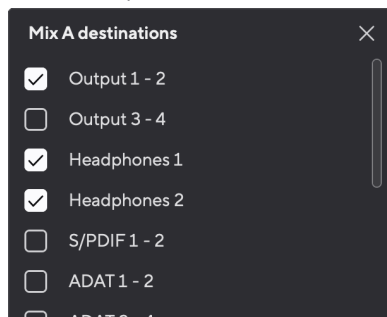 Mix A destinations
Output 1 - 2
Output 3 - 4
Headphones 1
Headphones 2
S/PDIF 1 - 2
ADAT 1 - 2